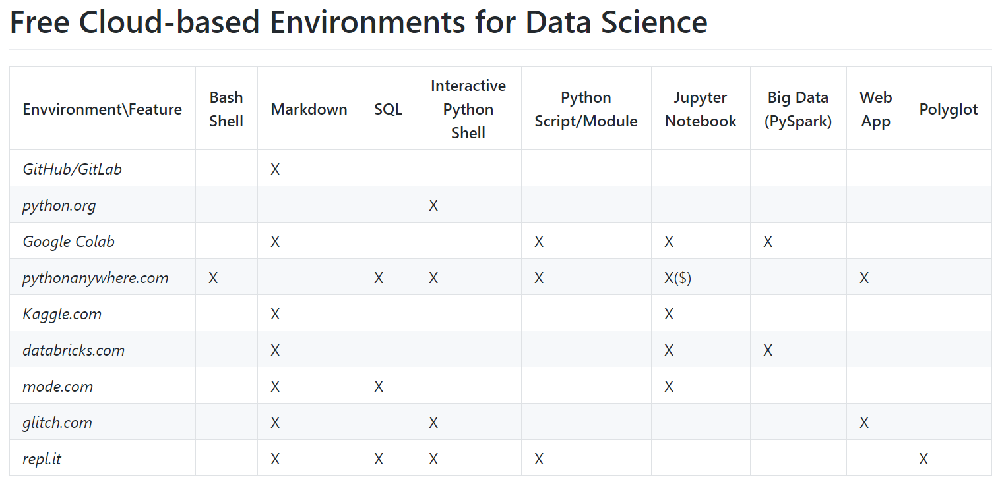 Free Cloud-based Environments for Data Science
Envvironment\Feature Bash Shell Markdown SQL Interactive Python Shell Python Script/Module Jupyter Notebook Big Data (PySpark) Web App Polyglot
GitHub/GitLab X
python.org X
Google Colab X X X X
pythonanywhere.com X X X X X($) X
Kaggle.com X X
databricks.com X X X
mode.com X X X
glitch.com X X X
repl.it X X X X X